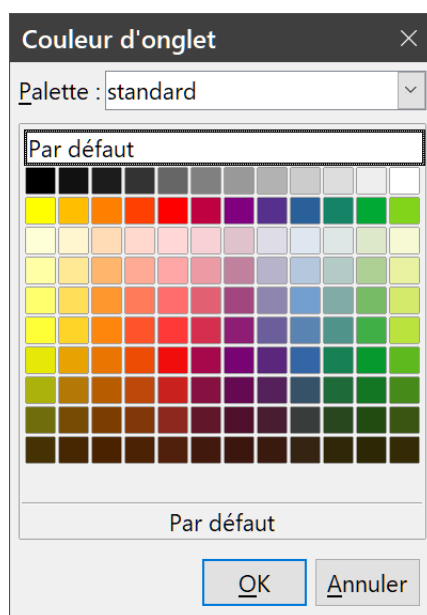 Couleur d'onglet
Palette : standard
Par défaut
Par défaut
OK Annuler